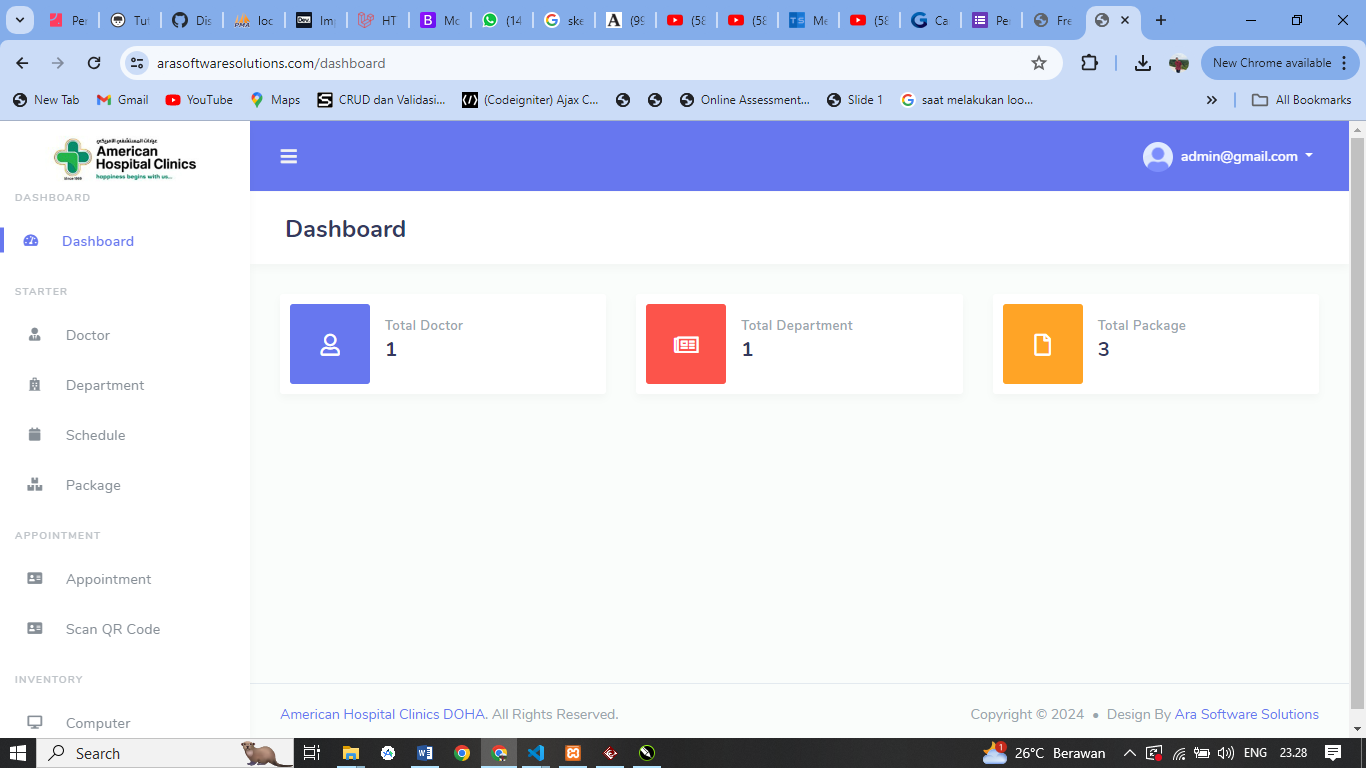 Per
Tut
Dis
loc
Imp
HT
Mo
(14
ske
(99
(58
(58
Me
(58
Ca
Pe
Fre
arasoftwaresolutions.com/dashboard
New Chrome available
New Tab
Gmail
YouTube
Maps
CRUD dan Validasi...
(Codeigniter) Ajax C...
Online Assessment...
Slide 1
saat melakukan loo...
All Bookmarks
American
Hospital Clinics
happiness begins with us...
DASHBOARD
Dashboard
STARTER
Doctor
Department
Schedule
Package
APPOINTMENT
Appointment
Scan QR Code
INVENTORY
Computer
admin@gmail.com
Dashboard
Total Doctor
1
Total Department
1
Total Package
3
American Hospital Clinics DOHA. All Rights Reserved.
Copyright © 2024 • Design By Ara Software Solutions
Search
26°C Berawan
ENG
23.28